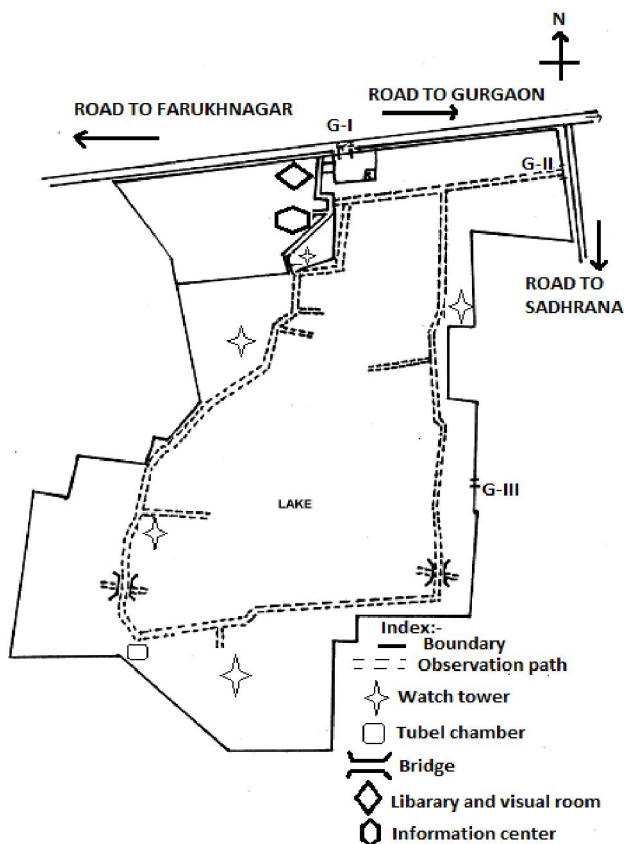 N
ROAD TO FARUKHNAGAR
ROAD TO GURGAON
G-I
G-II
ROAD TO
SADHRANA
G-III
LAKE
Index:-
Boundary
Observation path
Watch tower
Tubel chamber
Bridge
Libarary and visual room
Information center